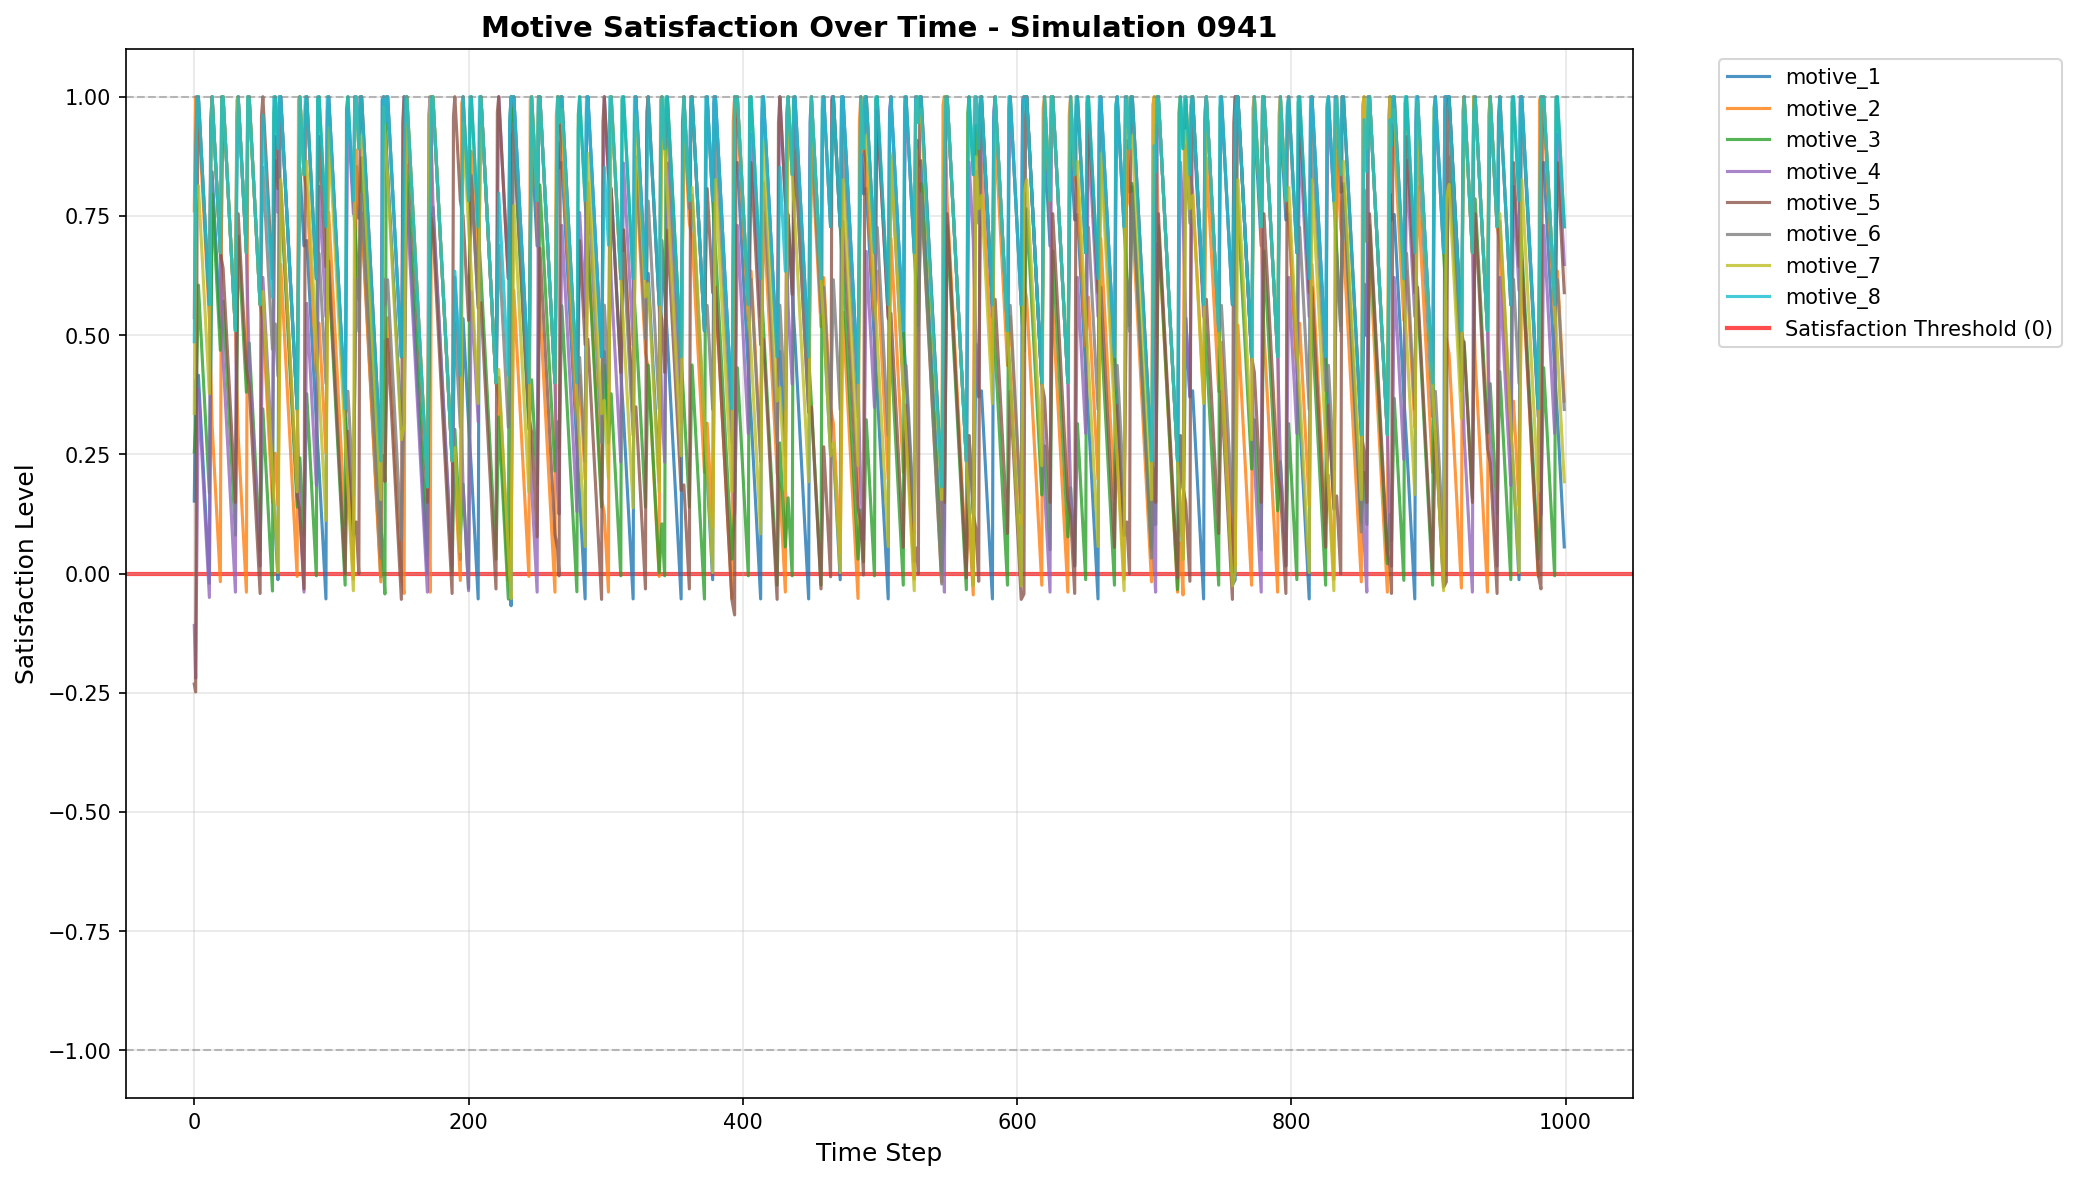 Motive Satisfaction Over Time - Simulation 0941
1.00
0.75
0.50
0.25
0.00
−0.25
−0.50
−0.75
−1.00
Satisfaction Level
0
200
400
600
800
1000
Time Step
motive_1
motive_2
motive_3
motive_4
motive_5
motive_6
motive_7
motive_8
Satisfaction Threshold (0)